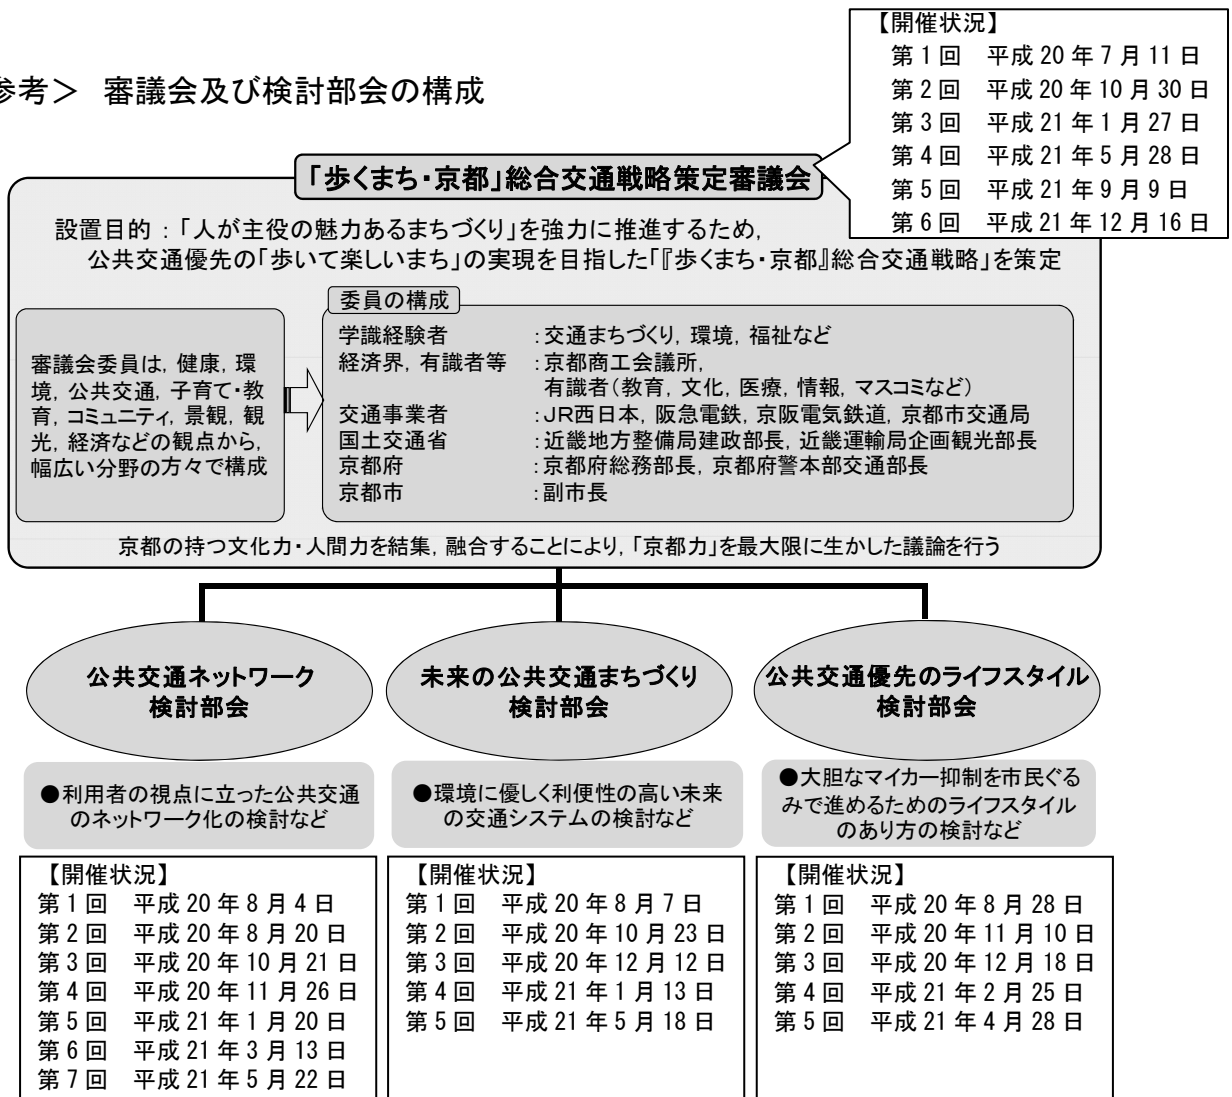 参考＞ 審議会及び検討部会の構成
【開催状況】
第1回 平成20年7月11日
第2回 平成20年10月30日
第3回 平成21年1月27日
第4回 平成21年5月28日
第5回 平成21年9月9日
第6回 平成21年12月16日
「歩くまち・京都」総合交通戦略策定審議会
設置目的：「人が主役の魅力あるまちづくり」を強力に推進するため，
公共交通優先の「歩いて楽しいまち」の実現を目指した「『歩くまち・京都』総合交通戦略」を策定
審議会委員は，健康，環
境，公共交通，子育て・教
育，コミュニティ，景観，観
光，経済などの観点から，
幅広い分野の方々で構成
委員の構成
学識経験者 ：交通まちづくり，環境，福祉など
経済界，有識者等 ：京都商工会議所，
有識者（教育，文化，医療，情報，マスコミなど）
交通事業者 ：JR西日本，阪急電鉄，京阪電気鉄道，京都市交通局
国土交通省 ：近畿地方整備局建政部長，近畿運輸局企画観光部長
京都府 ：京都府総務部長，京都府警本部交通部長
京都市 ：副市長
京都の持つ文化力・人間力を結集，融合することにより，「京都力」を最大限に生かした議論を行う
公共交通ネットワーク
検討部会
●利用者の視点に立った公共交通
のネットワーク化の検討など
【開催状況】
第1回 平成20年8月4日
第2回 平成20年8月20日
第3回 平成20年10月21日
第4回 平成20年11月26日
第5回 平成21年1月20日
第6回 平成21年3月13日
第7回 平成21年5月22日
未来の公共交通まちづくり
検討部会
●環境に優しく利便性の高い未来
の交通システムの検討など
【開催状況】
第1回 平成20年8月7日
第2回 平成20年10月23日
第3回 平成20年12月12日
第4回 平成21年1月13日
第5回 平成21年5月18日
公共交通優先のライフスタイル
検討部会
●大胆なマイカー抑制を市民ぐる
みで進めるためのライフスタイル
のあり方の検討など
【開催状況】
第1回 平成20年8月28日
第2回 平成20年11月10日
第3回 平成20年12月18日
第4回 平成21年2月25日
第5回 平成21年4月28日